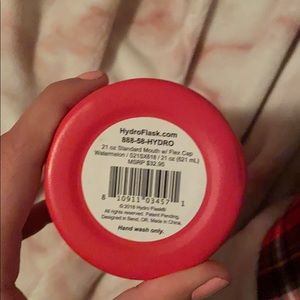 HydroFlask.com
888-58-HYDRO
21 oz Standard Mouth w/ Flex Cap
Watermelon / S21SX618 / 21 oz (621 mL)
MSRP $32.95
8 10911 03457 1
©2018 Hydro Flask®
All rights reserved. Patent Pending.
Designed in Bend, OR. Made in China.
Hand wash only.